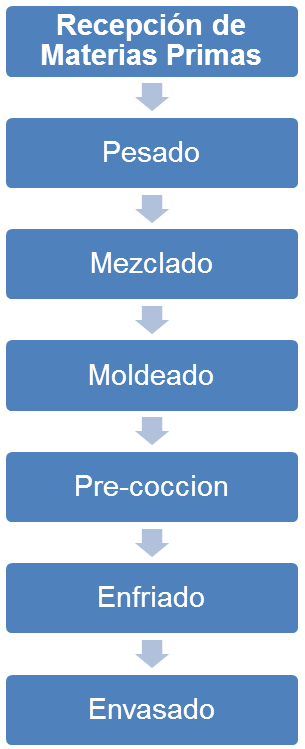 Recepción de
Materias Primas
Pesado
Mezclado
Moldeado
Pre-coccion
Enfriado
Envasado